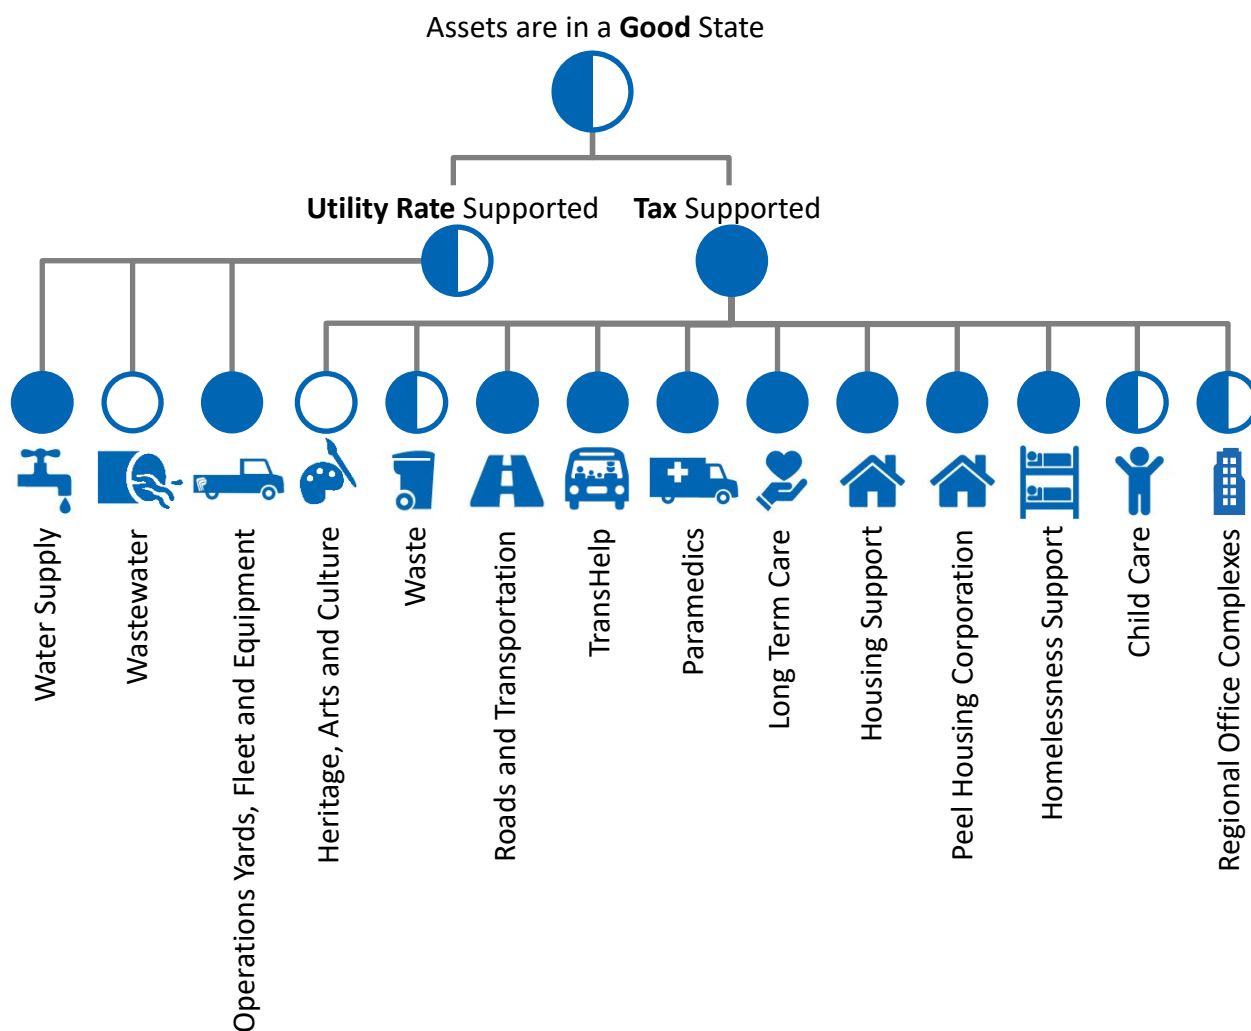 Assets are in a Good State
Utility Rate Supported
Tax Supported
Water Supply
Wastewater
Operations Yards, Fleet and Equipment
Heritage, Arts and Culture
Waste
Roads and Transportation
TransHelp
Paramedics
Long Term Care
Housing Support
Peel Housing Corporation
Homelessness Support
Child Care
Regional Office Complexes